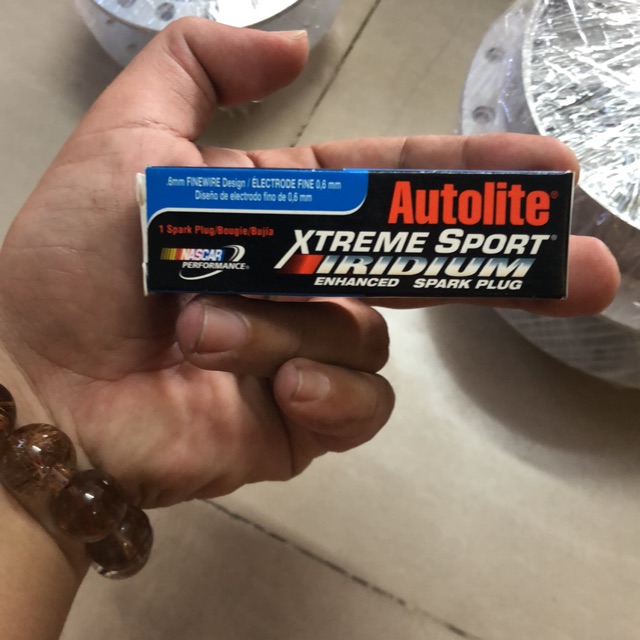 .6mm FINEWIRE Design / ÉLECTRODE FINE 0,6 mm
Diseño de electrodo fino de 0,6 mm
Autolite®
1 Spark Plug/Bougie/Bujía
XTREME SPORT®
NASCAR
PERFORMANCE®
IRIDIUM
ENHANCED SPARK PLUG